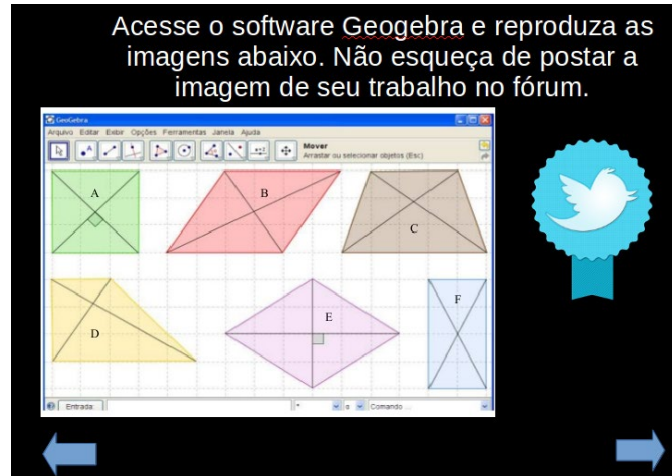 Acesse o software Geogebra e reproduza as
imagens abaixo. Não esqueça de postar a
imagem de seu trabalho no fórum.
GeoGebra
Arquivo Editar Exibir Opções Ferramentas Janela Ajuda
A
Mover
Arrastar ou selecionar objetos (Esc)
A
B
C
D
E
F
Entrada:
° α Comando ...